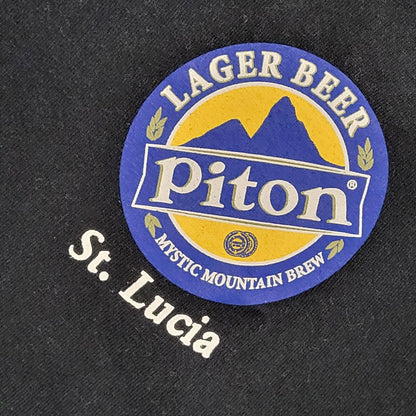 LAGER BEER
Piton®
MYSTIC MOUNTAIN BREW
St. Lucia